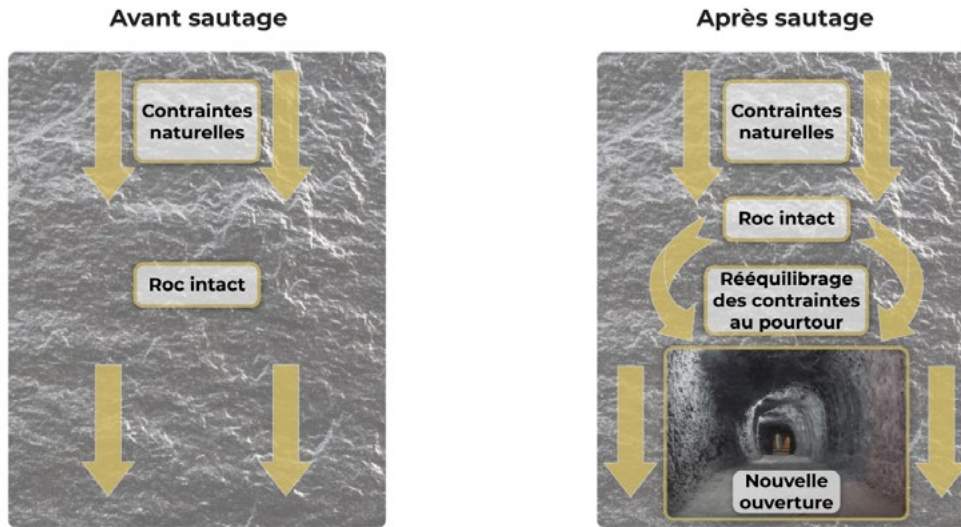 Avant sautage
Contraintes
naturelles
Roc intact
Après sautage
Contraintes
naturelles
Roc intact
Rééquilibrage
des contraintes
au pourtour
Nouvelle
ouverture